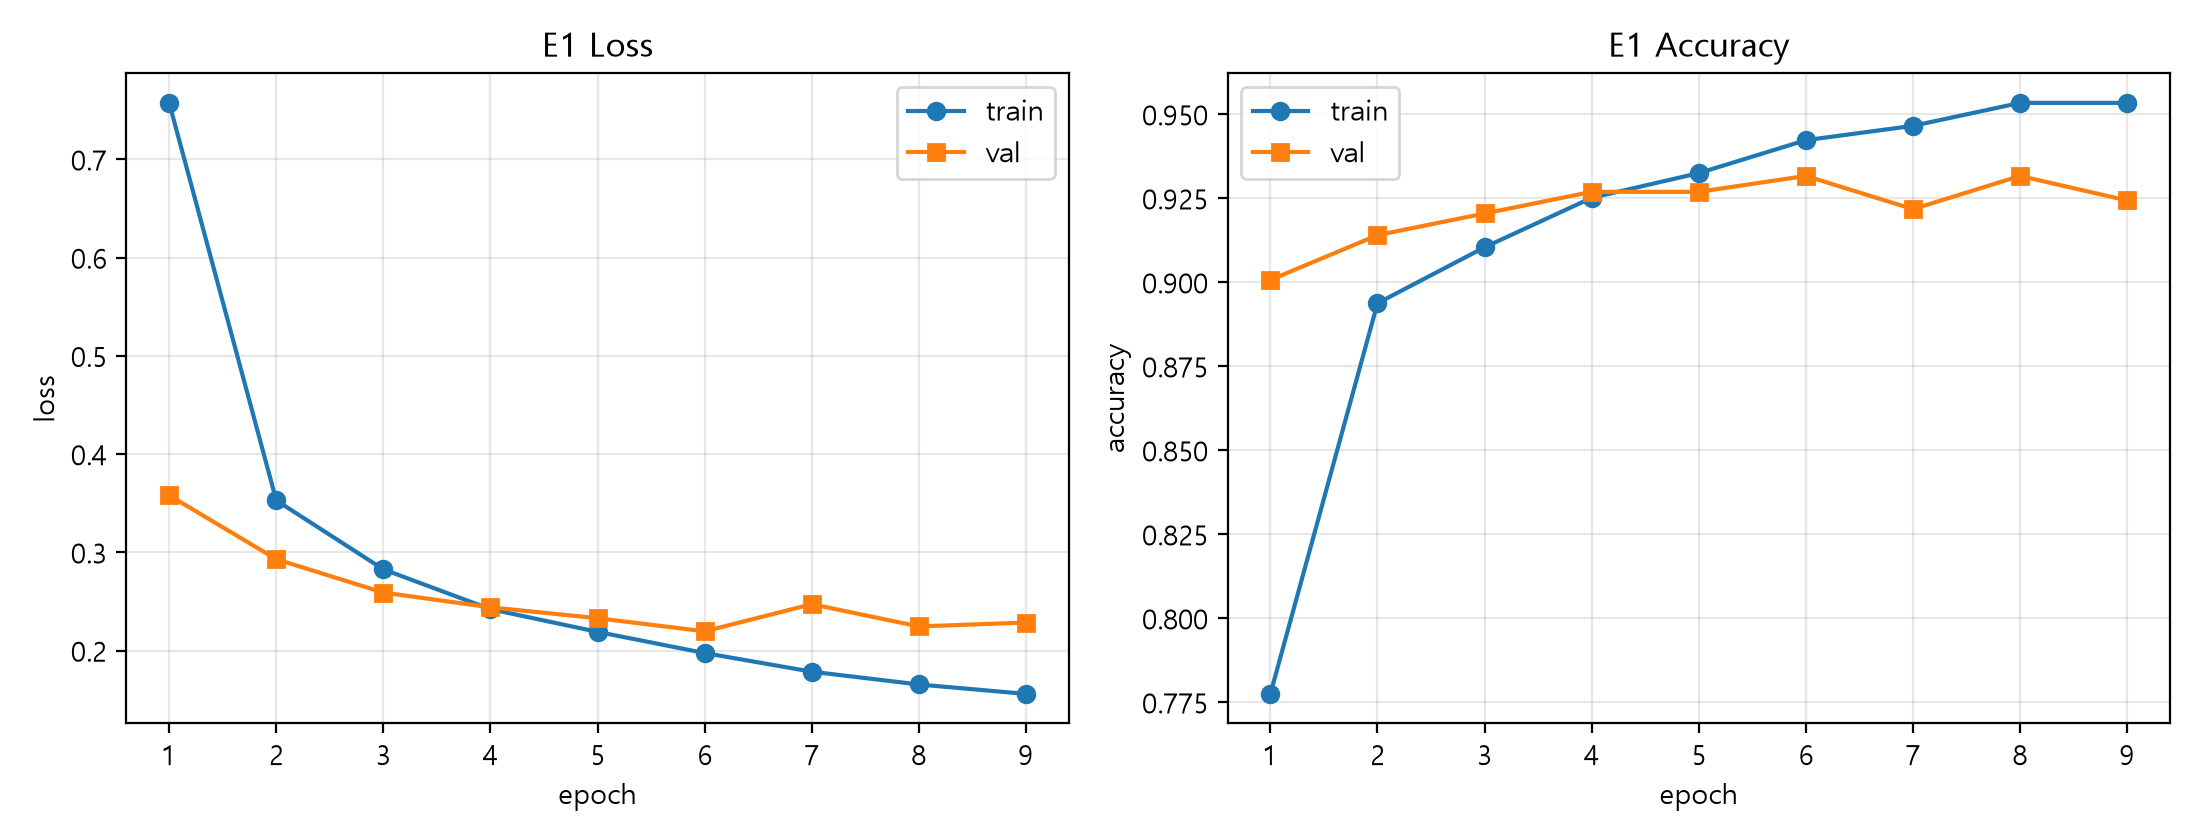 E1 Loss
train
val
0.7
0.6
0.5
0.4
0.3
0.2
loss
1 2 3 4 5 6 7 8 9
epoch
E1 Accuracy
train
val
0.950
0.925
0.900
0.875
0.850
0.825
0.800
0.775
accuracy
1 2 3 4 5 6 7 8 9
epoch